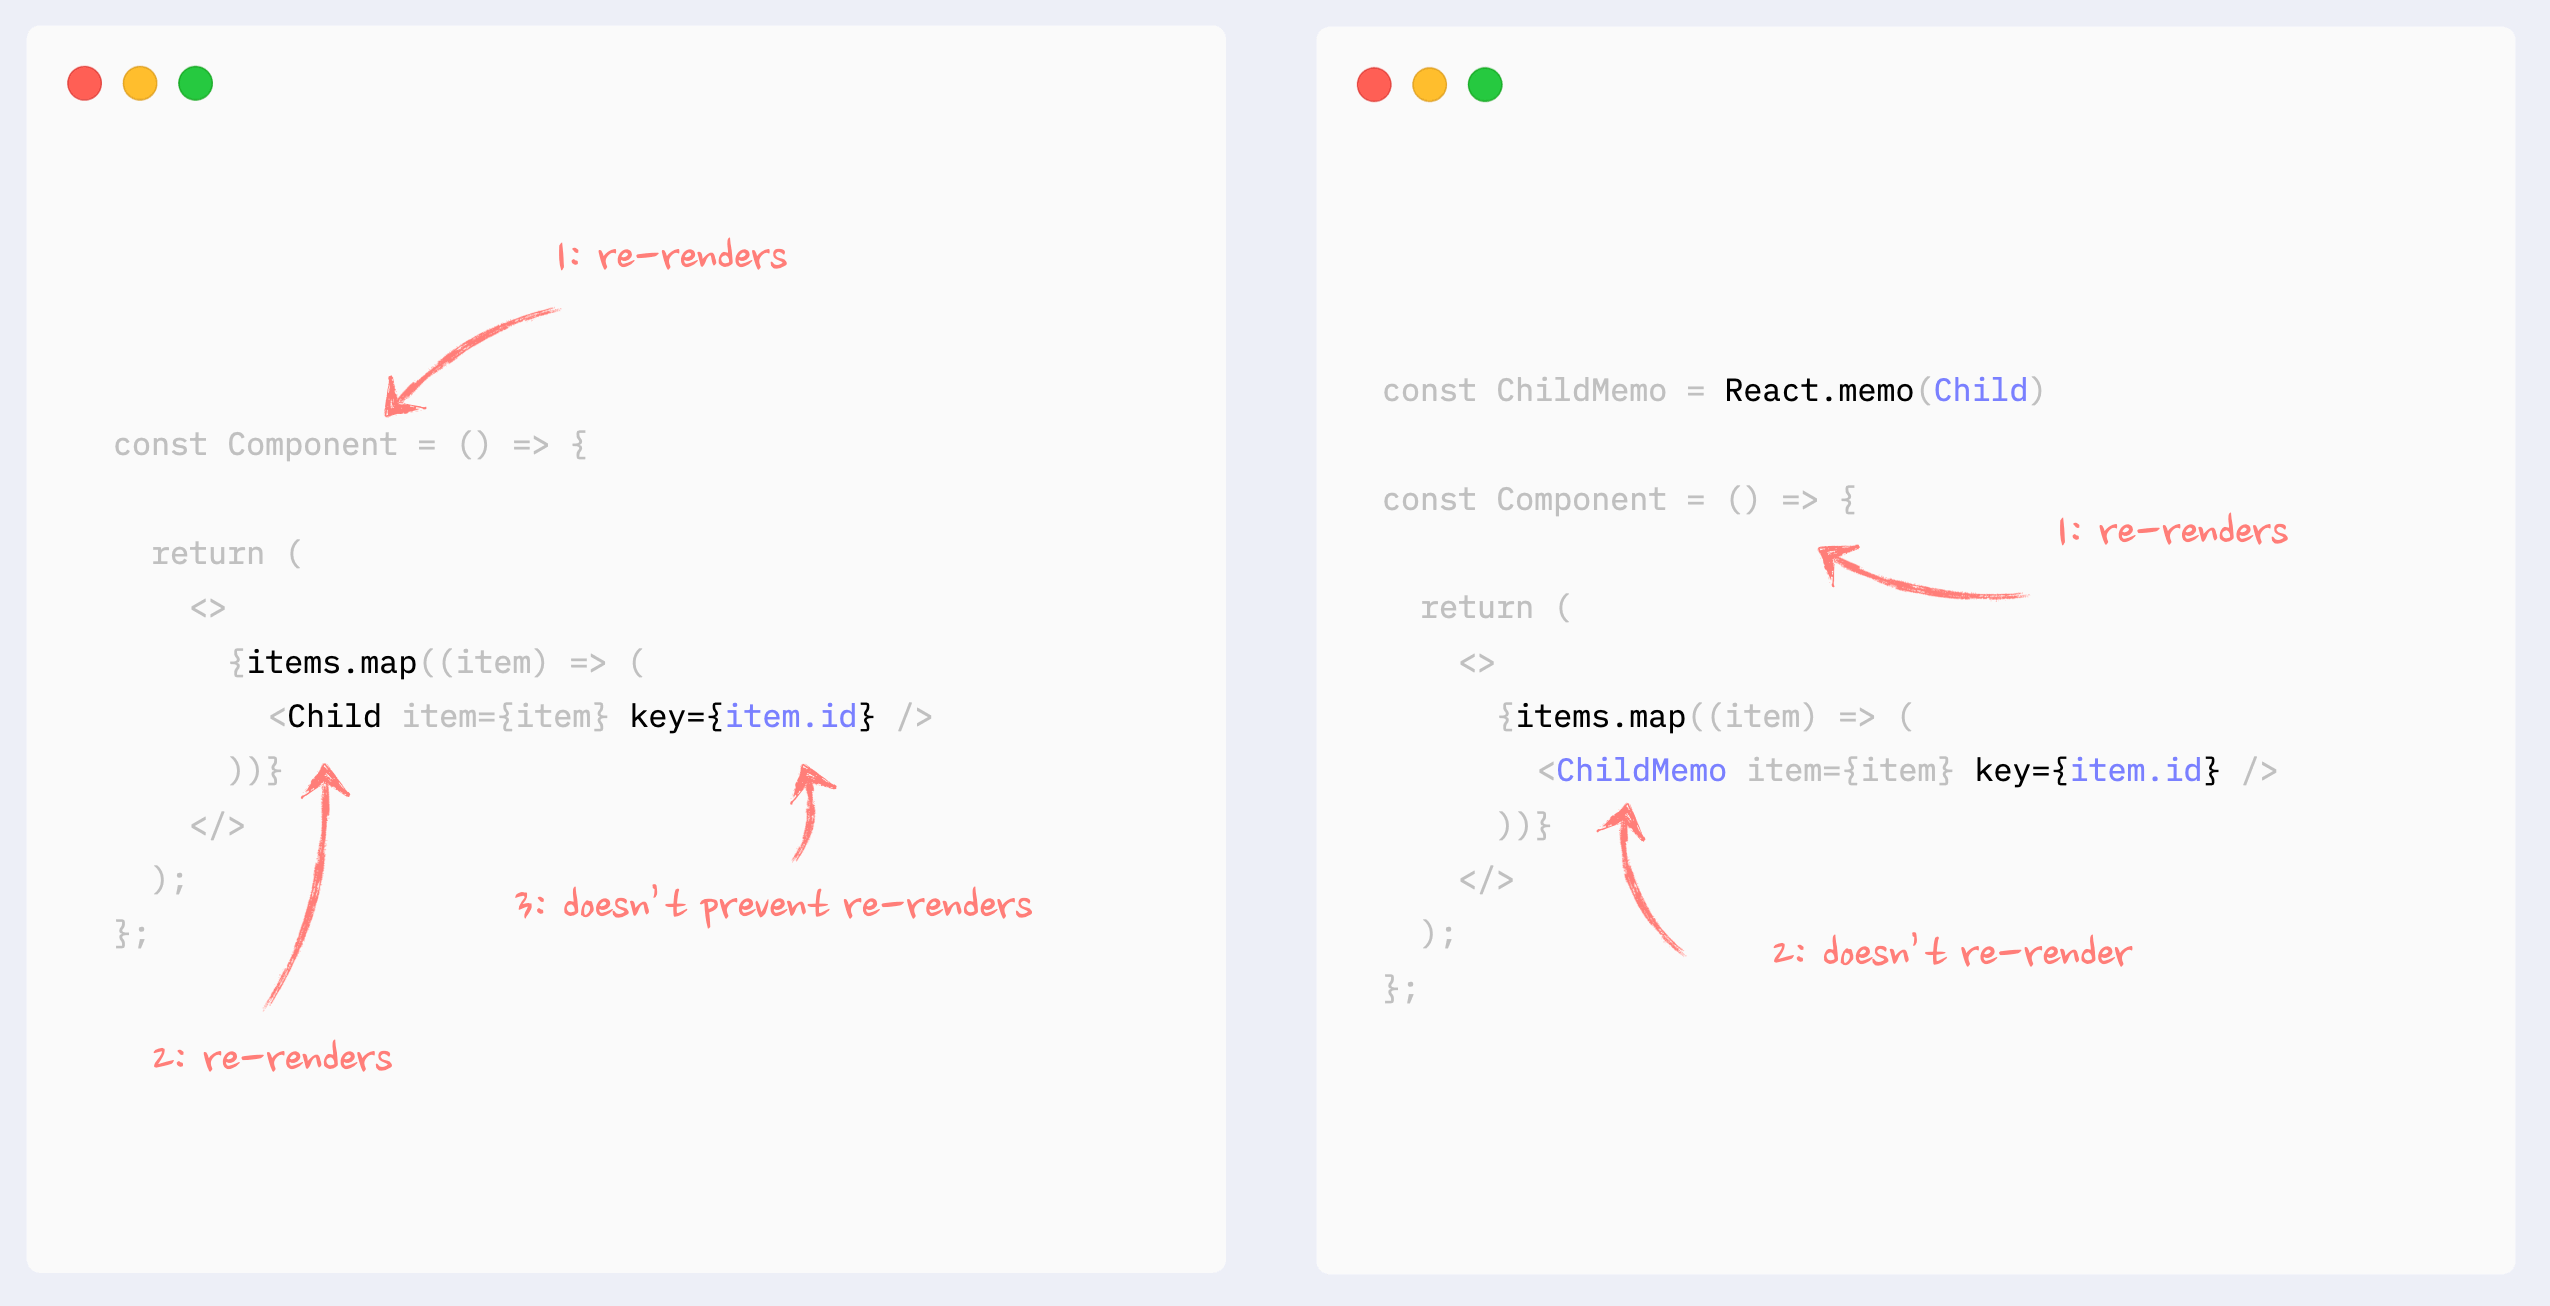 1: re-renders
const Component = () => {
return (
<>
{items.map((item) => (
<Child item={item} key={item.id} />
))}
</>
);
};
3: doesn't prevent re-renders
2: re-renders
const ChildMemo = React.memo(Child)
const Component = () => {
1: re-renders
return (
<>
{items.map((item) => (
<ChildMemo item={item} key={item.id} />
))}
</>
);
2: doesn't re-render
};